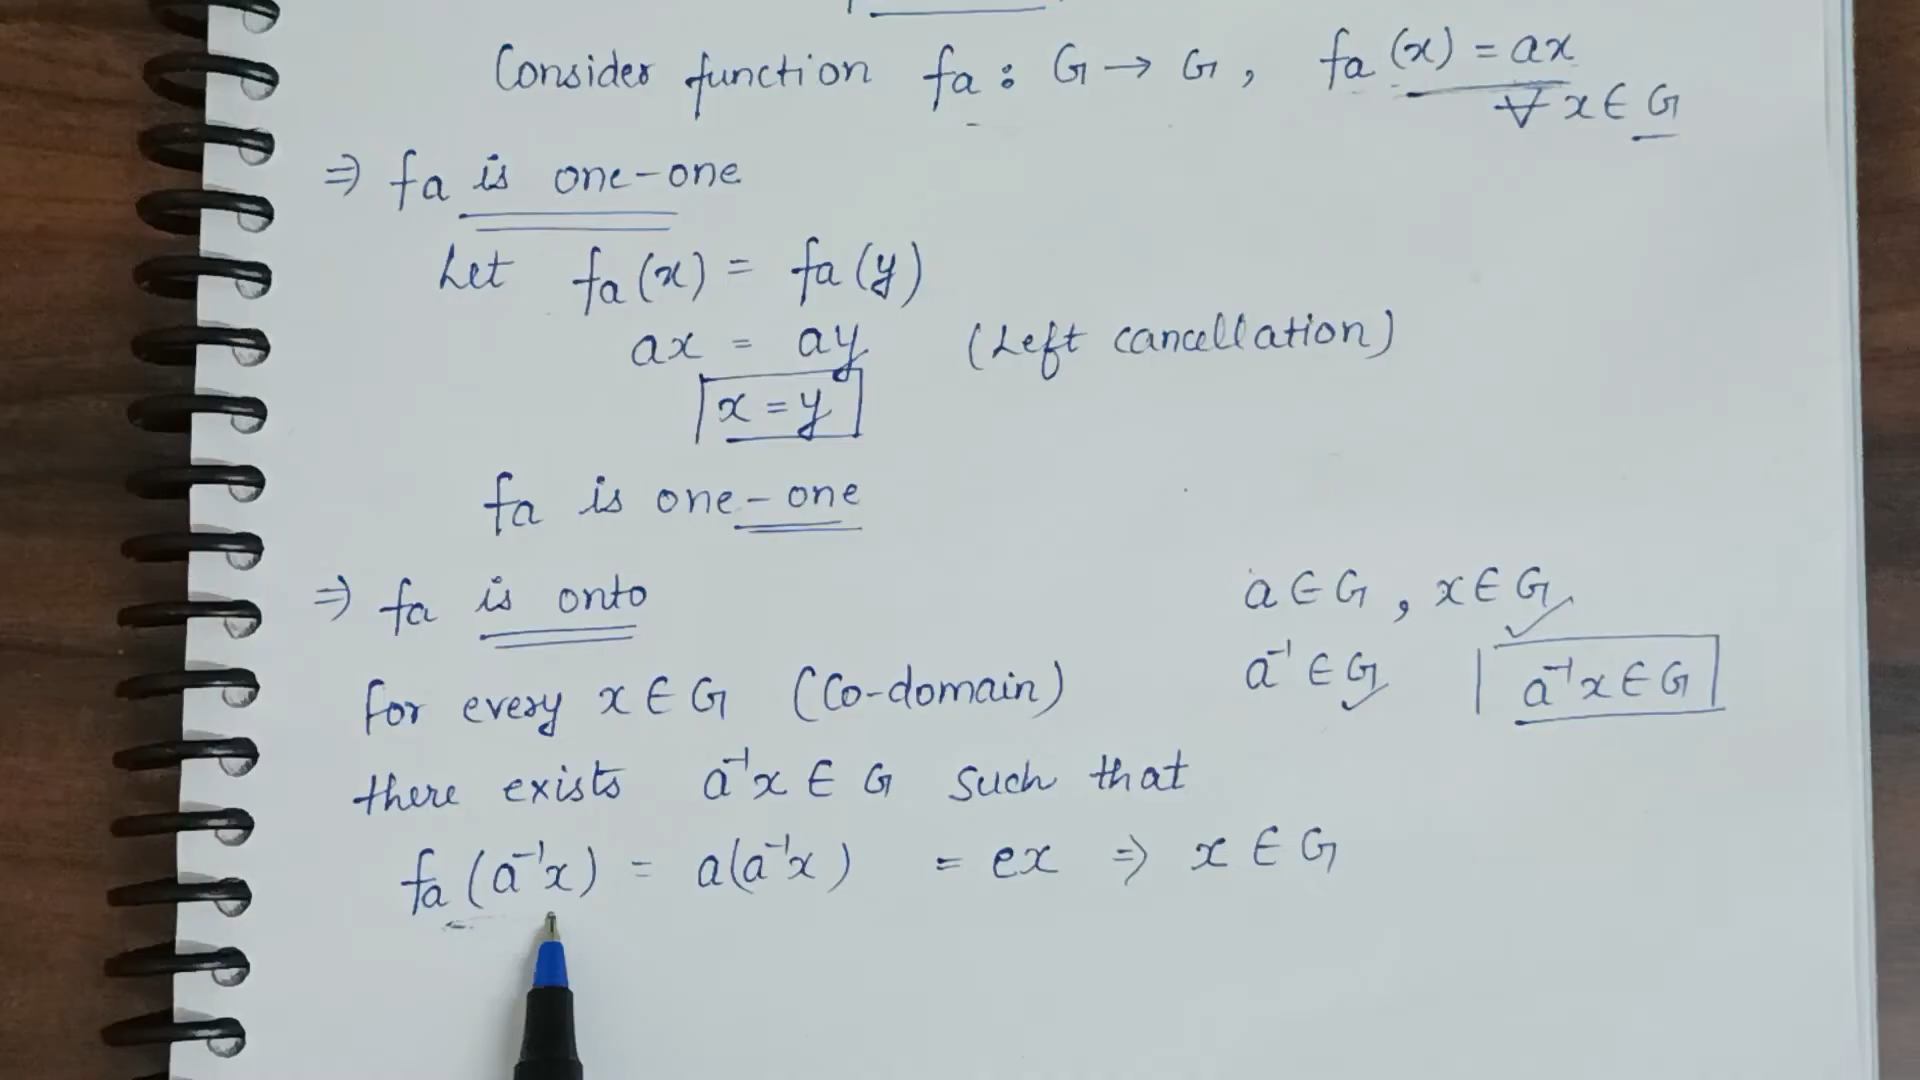 Consider function fa : G → G, fa(x) = ax
∀ x ∈ G
⇒ fa is one-one
Let fa(x) = fa(y)
ax = ay (Left cancellation)
x = y
fa is one-one
⇒ fa is onto
a ∈ G, x ∈ G
for every x ∈ G (Co-domain)
a⁻¹ ∈ G a⁻¹x ∈ G
there exists a⁻¹x ∈ G such that
fa(a⁻¹x) = a(a⁻¹x) = ex ⇒ x ∈ G